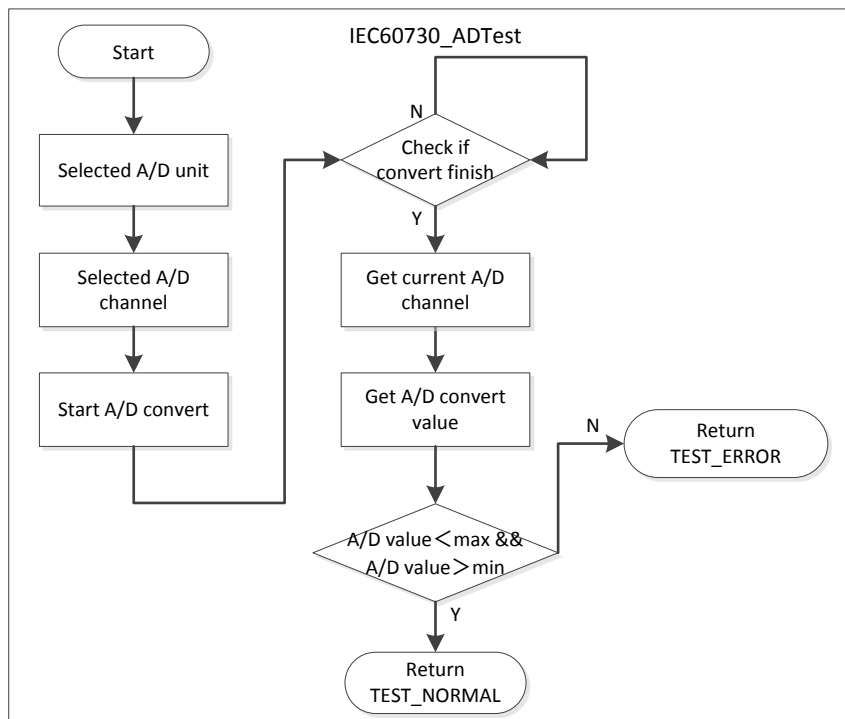 IEC60730_ADTest
Start
Selected A/D unit
Selected A/D
channel
Start A/D convert
N
Check if
convert finish
Y
Get current A/D
channel
Get A/D convert
value
A/D value＜max &&
A/D value＞min
N
Return
TEST_ERROR
Y
Return
TEST_NORMAL